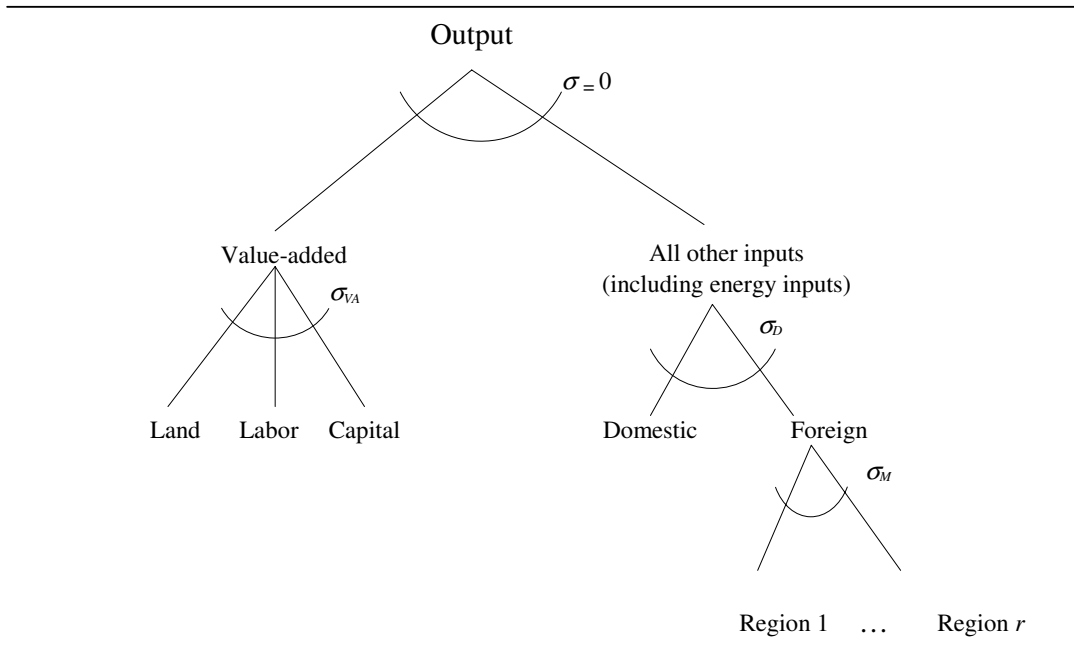 Output
σ = 0
Value-added
All other inputs
(including energy inputs)
σVA
σD
Land Labor Capital
Domestic Foreign
σM
Region 1 ... Region r